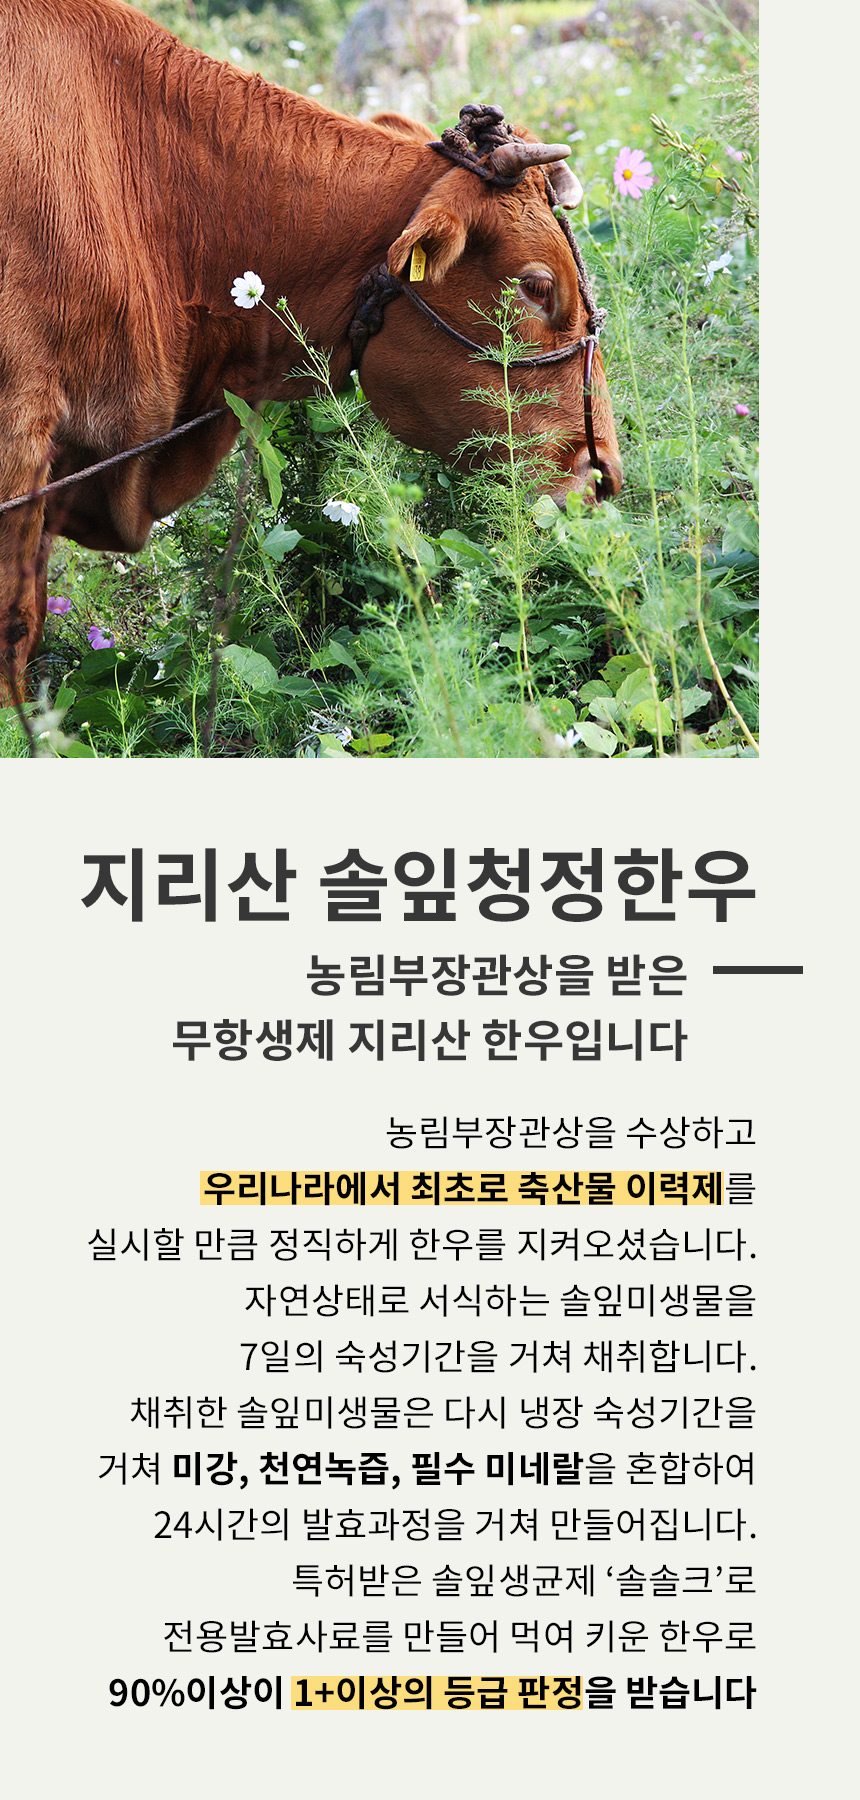 지리산 솔잎청정한우
농림부장관상을 받은
무항생제 지리산 한우입니다
농림부장관상을 수상하고
우리나라에서 최초로 축산물 이력제를
실시할 만큼 정직하게 한우를 지켜오셨습니다.
자연상태로 서식하는 솔잎미생물을
7일의 숙성기간을 거쳐 채취합니다.
채취한 솔잎미생물은 다시 냉장 숙성기간을
거쳐 미강, 천연녹즙, 필수 미네랄을 혼합하여
24시간의 발효과정을 거쳐 만들어집니다.
특허받은 솔잎생균제 ‘솔솔크’로
전용발효사료를 만들어 먹여 키운 한우로
90%이상이 1+이상의 등급 판정을 받습니다